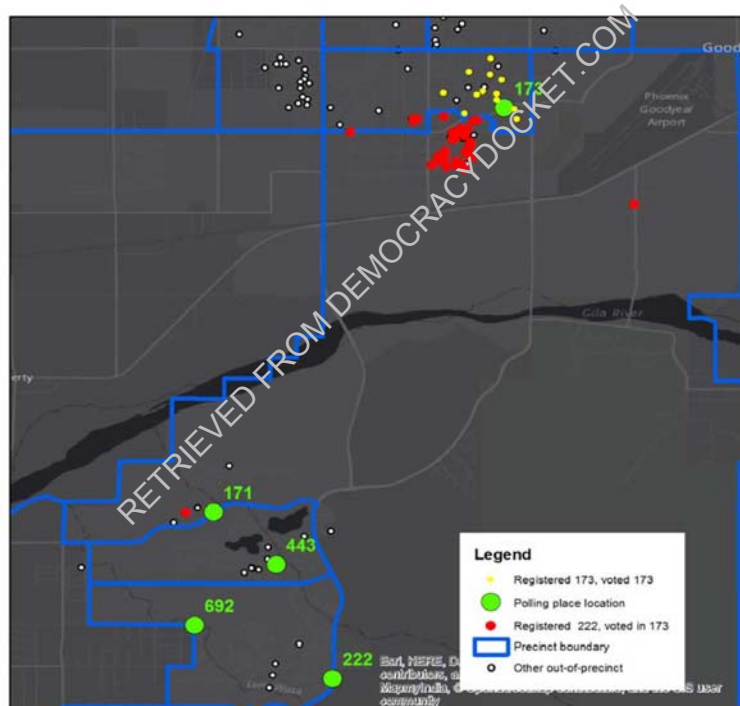 Good
173
Phoenix
Goodyear
Airport
RETRIEVED FROM DEMOCRACYDOCKET.COM
Gila River
erty
171
443
692
222
Legend
Registered 173, voted 173
Polling place location
Registered 222, voted in 173
Precinct boundary
Other out-of-precinct
Esri, HERE, D
contributors, a
MapmyIndia, ©
user
community